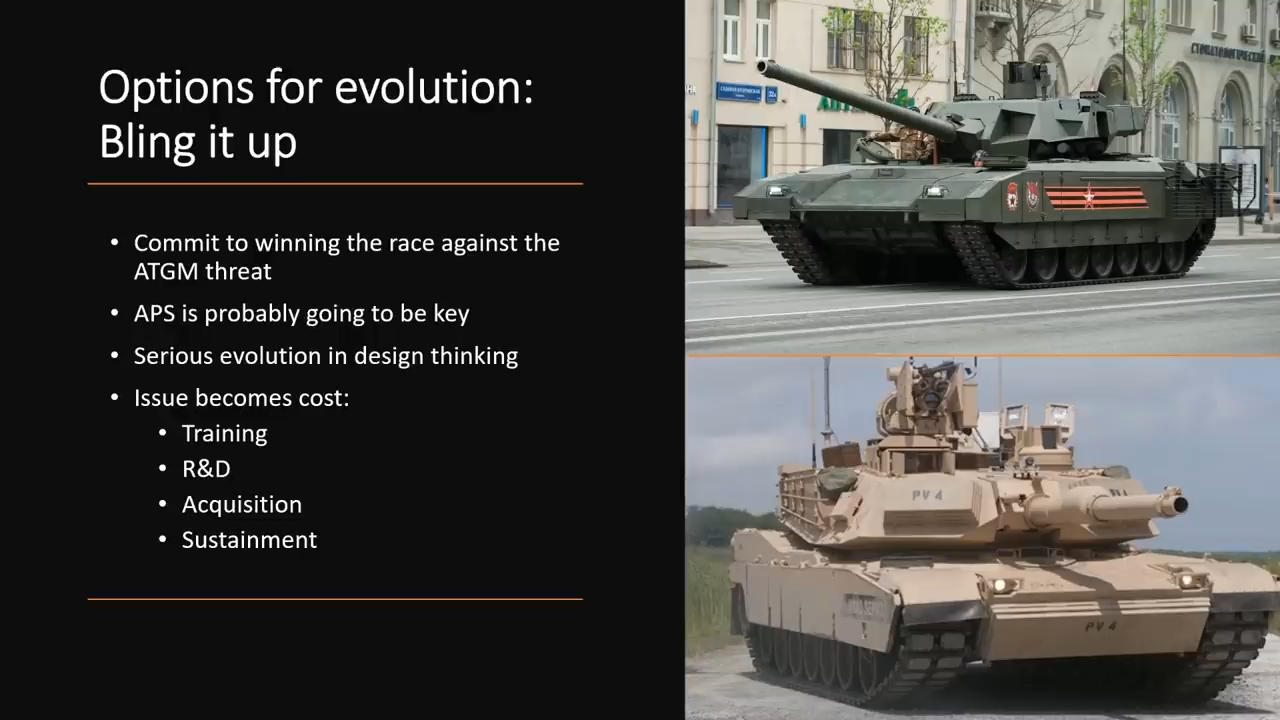 Options for evolution:
Bling it up
• Commit to winning the race against the
ATGM threat
• APS is probably going to be key
• Serious evolution in design thinking
• Issue becomes cost:
• Training
• R&D
• Acquisition
• Sustainment
PV 4
PV 4